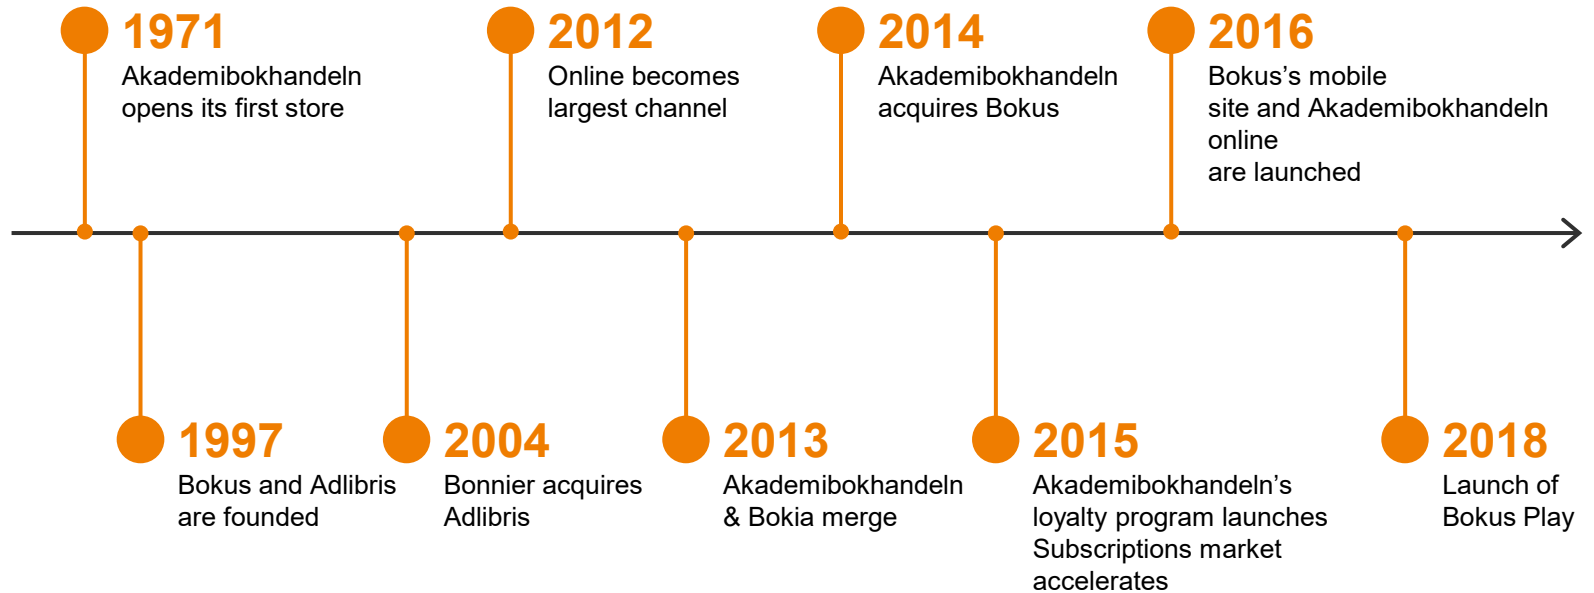 1971
Akademibokhandeln
opens its first store
2012
Online becomes
largest channel
2014
Akademibokhandeln
acquires Bokus
2016
Bokus’s mobile
site and Akademibokhandeln
online
are launched
1997
Bokus and Adlibris
are founded
2004
Bonnier acquires
Adlibris
2013
Akademibokhandeln
& Bokia merge
2015
Akademibokhandeln’s
loyalty program launches
Subscriptions market
accelerates
2018
Launch of
Bokus Play